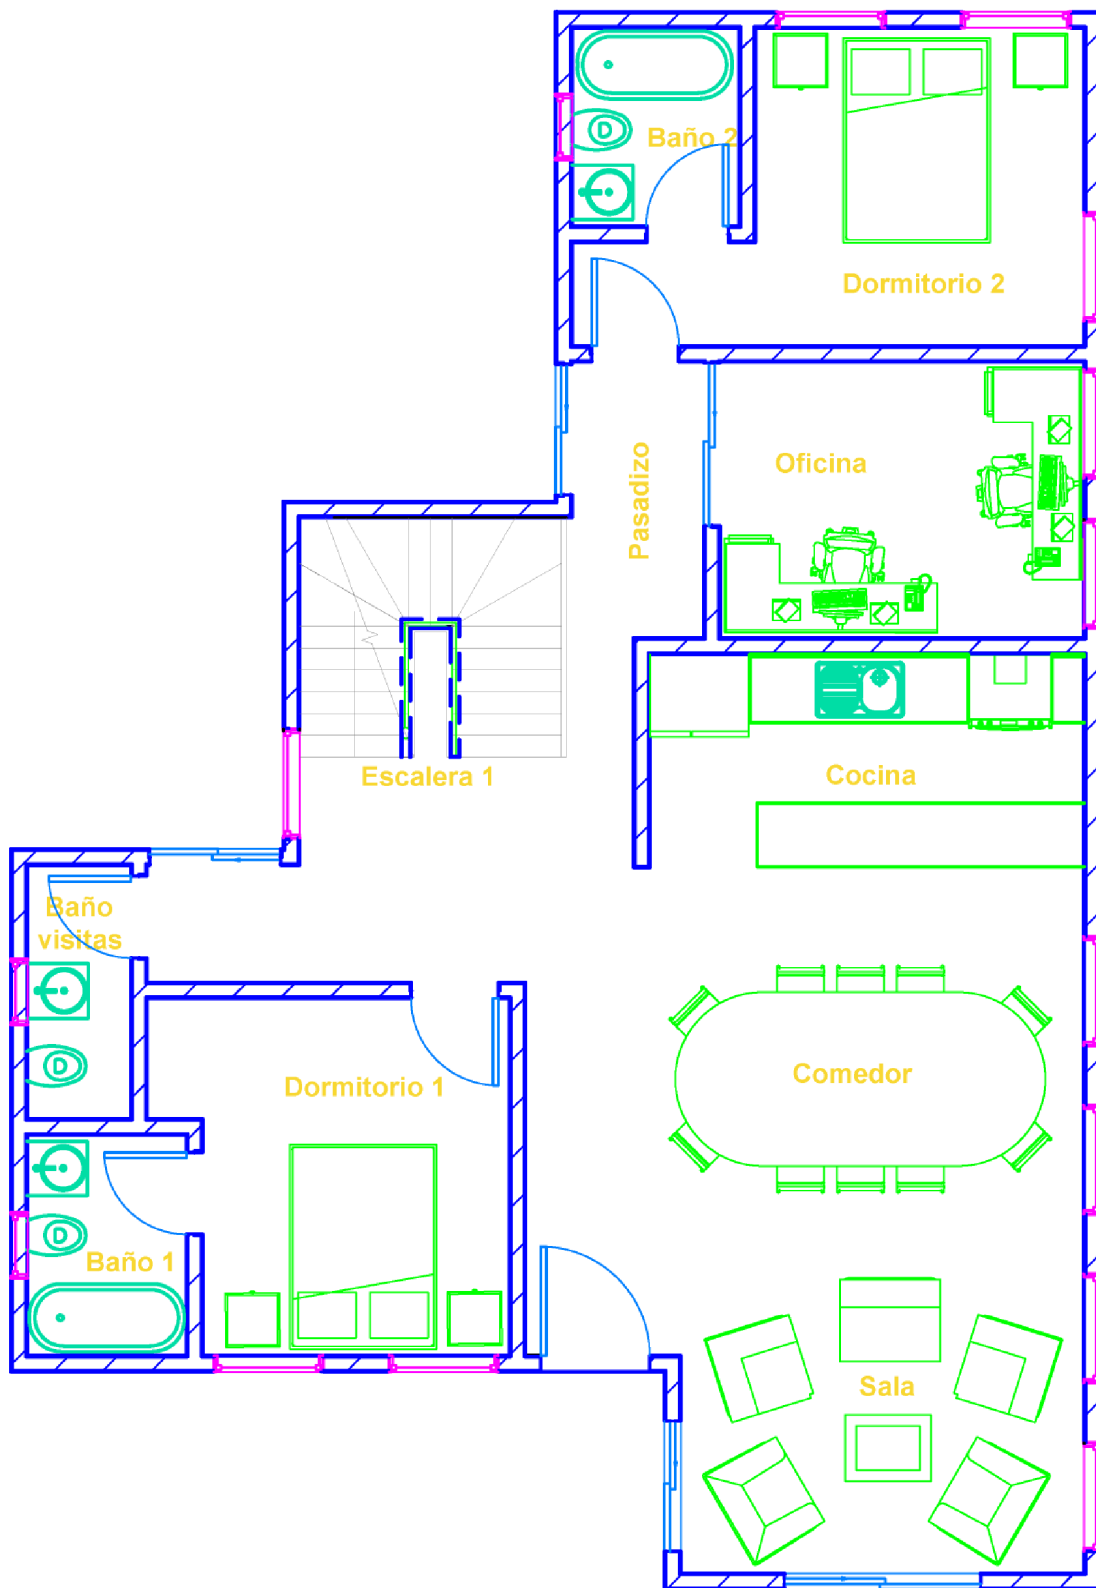 Baño 2
Dormitorio 2
Oficina
Pasadizo
Escalera 1
Cocina
Baño
visitas
Comedor
Dormitorio 1
Baño 1
Sala